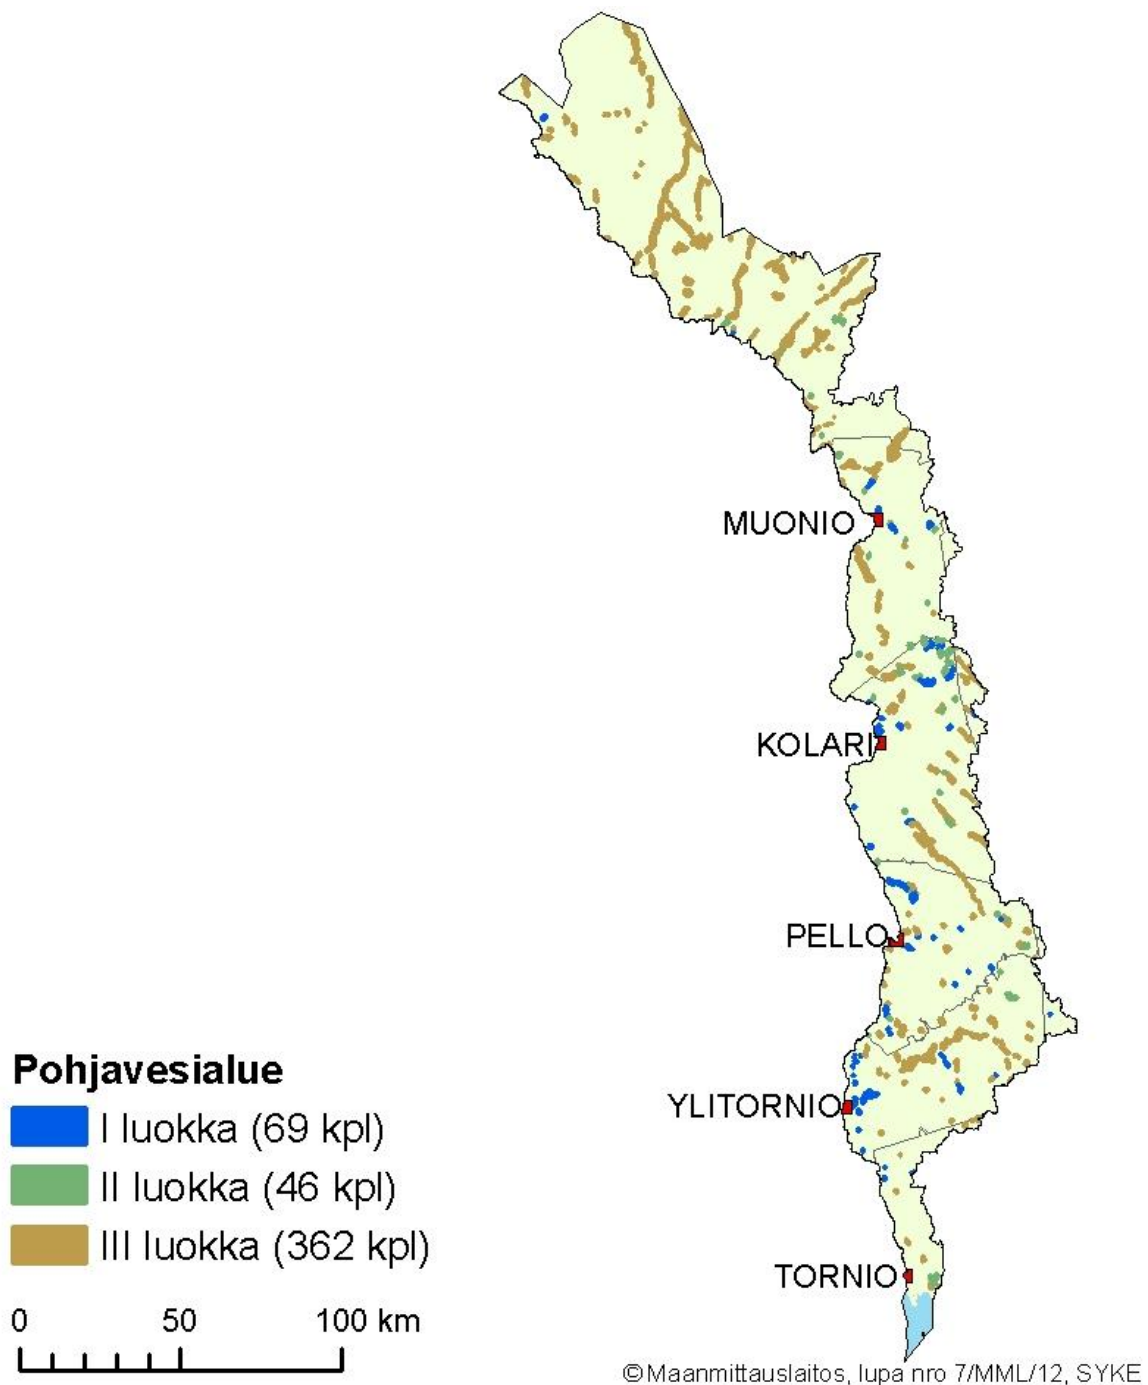 MUONIO
KOLARI
PELLO
YLITORNIO
TORNIO
Pohjavesialue
I luokka (69 kpl)
II luokka (46 kpl)
III luokka (362 kpl)
0 50 100 km
©Maanmittauslaitos, lupa nro 7/MML/12, SYKE